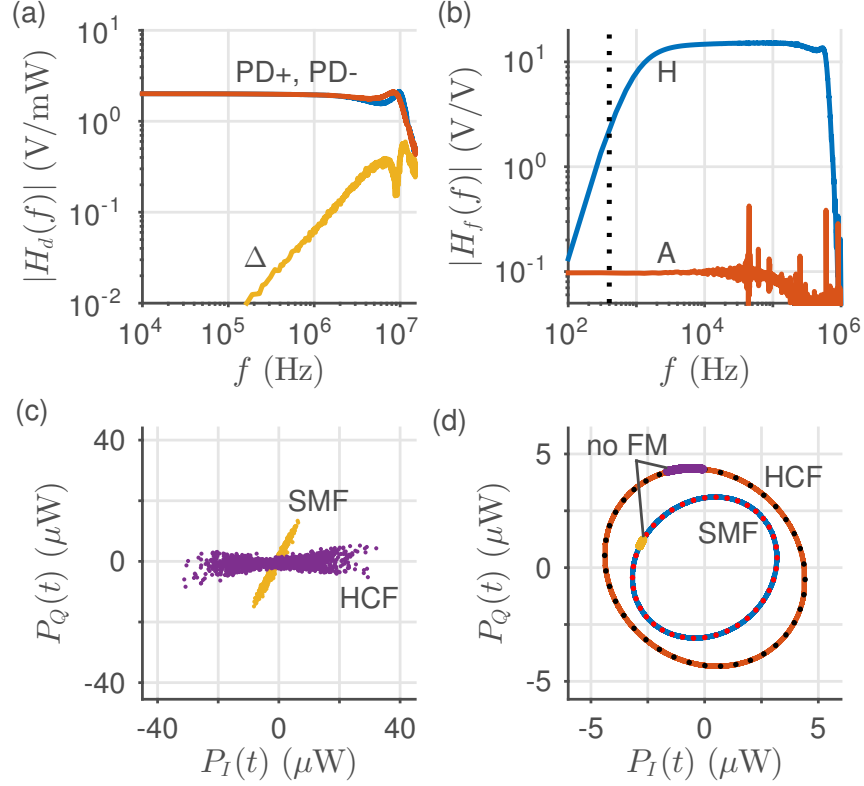 (a)
|H_d(f)| (V/mW)
10^1
10^0
10^-1
10^-2
PD+, PD-
Δ
10^4
10^5
10^6
10^7
f (Hz)
(b)
|H_f(f)| (V/V)
10^1
10^0
10^-1
H
A
10^2
10^4
10^6
f (Hz)
(c)
P_Q(t) (μW)
40
0
-40
SMF
HCF
-40
0
40
P_I(t) (μW)
(d)
P_Q(t) (μW)
5
0
-5
no FM
HCF
SMF
-5
0
5
P_I(t) (μW)